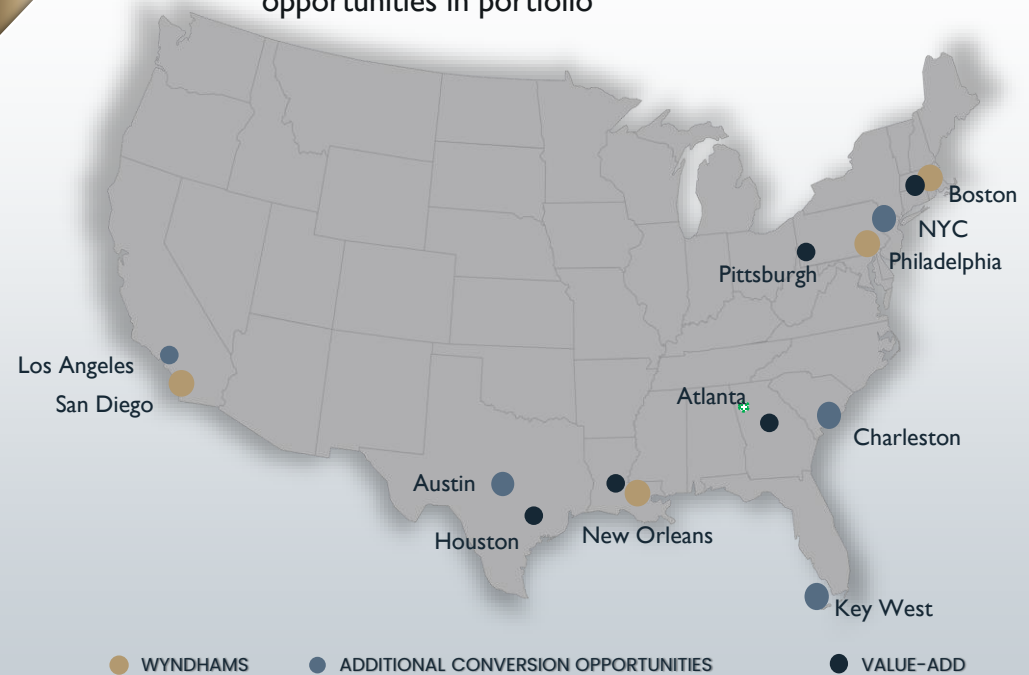 opportunities in portfolio
Boston
NYC
Philadelphia
Pittsburgh
Los Angeles
San Diego
Atlanta
Charleston
Austin
New Orleans
Houston
Key West
WYNDHAMS
ADDITIONAL CONVERSION OPPORTUNITIES
VALUE-ADD